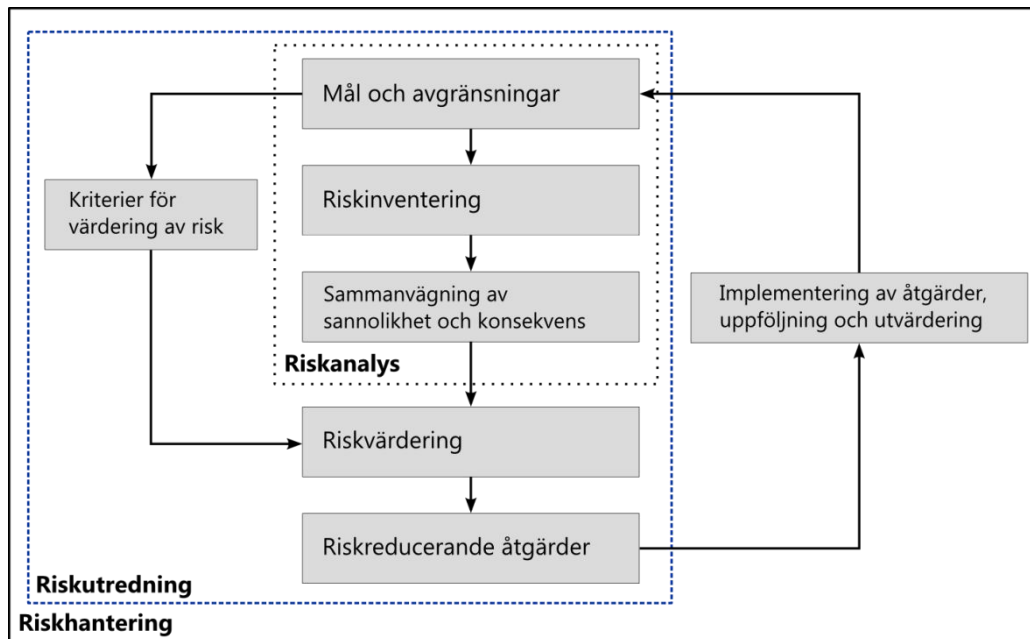 Mål och avgränsningar
Riskinventering
Kriterier för
värdering av risk
Sammanvägning av
sannolikhet och konsekvens
Implementering av åtgärder,
uppföljning och utvärdering
Riskanalys
Riskvärdering
Riskreducerande åtgärder
Riskutredning
Riskhantering